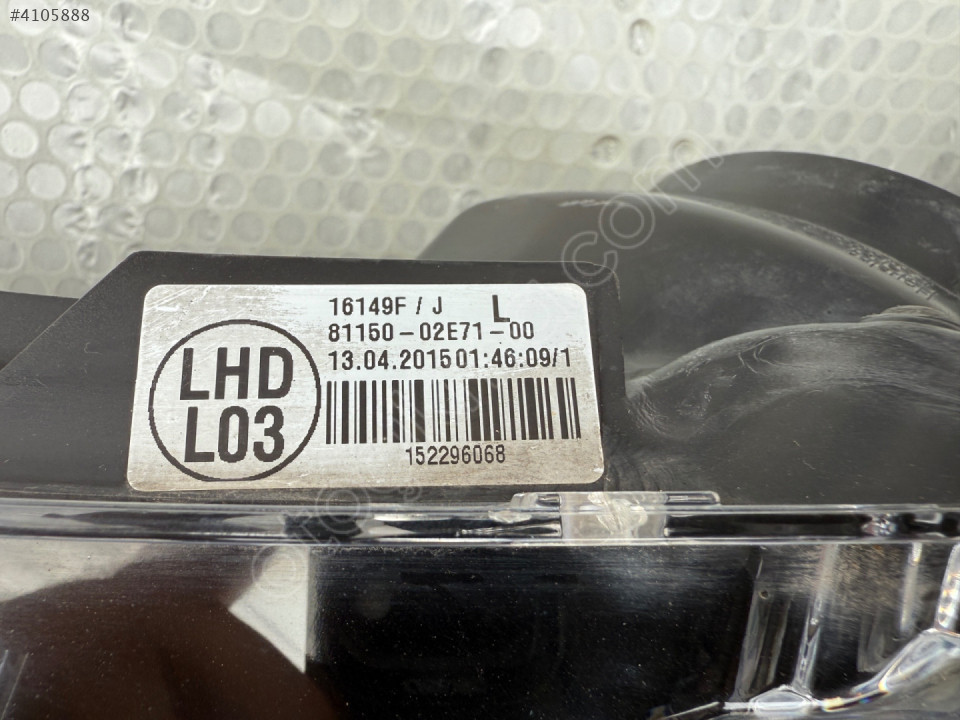 #4105888
16149F / J L
81150-02E71-00
13.04.2015 01:46:09/1
LHD
L03
152296068